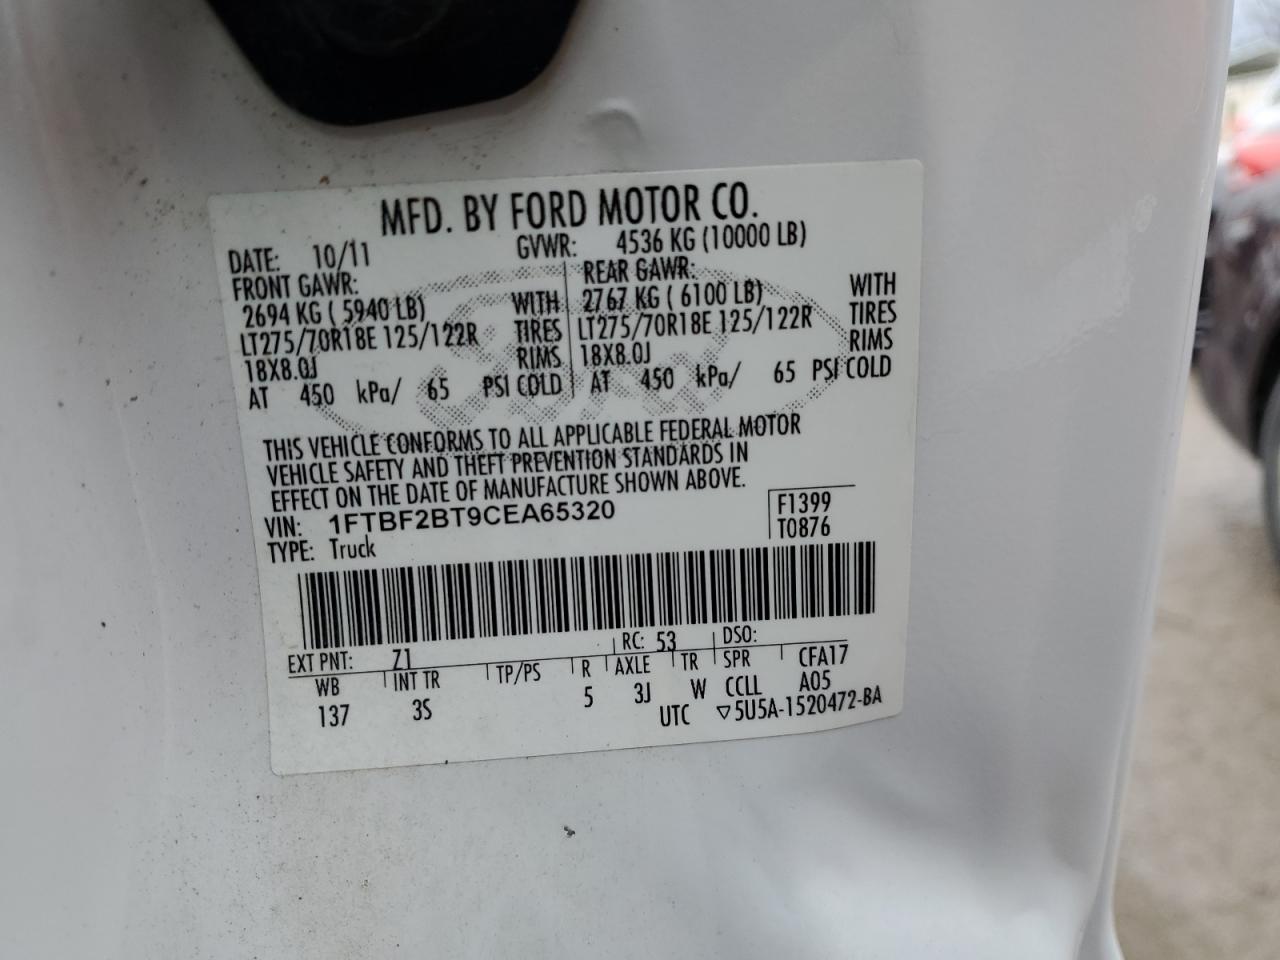 MFD. BY FORD MOTOR CO.
DATE: 10/11 GVWR: 4536 KG (10000 LB)
FRONT GAWR: REAR GAWR:
2694 KG ( 5940 LB) WITH 2767 KG ( 6100 LB) WITH
LT275/70R18E 125/122R TIRES LT275/70R18E 125/122R TIRES
18X8.0J RIMS 18X8.0J RIMS
AT 450 kPa/ 65 PSI COLD AT 450 kPa/ 65 PSI COLD
THIS VEHICLE CONFORMS TO ALL APPLICABLE FEDERAL MOTOR
VEHICLE SAFETY AND THEFT PREVENTION STANDARDS IN
EFFECT ON THE DATE OF MANUFACTURE SHOWN ABOVE.
VIN: 1FTBF2BT9CEA65320 F1399
TYPE: Truck T0876
EXT PNT: Z1 RC: 53 DSO:
WB INT TR TP/PS R AXLE TR SPR CFA17
137 3S 5 3J W CCLL A05
UTC ▽5U5A-1520472-BA